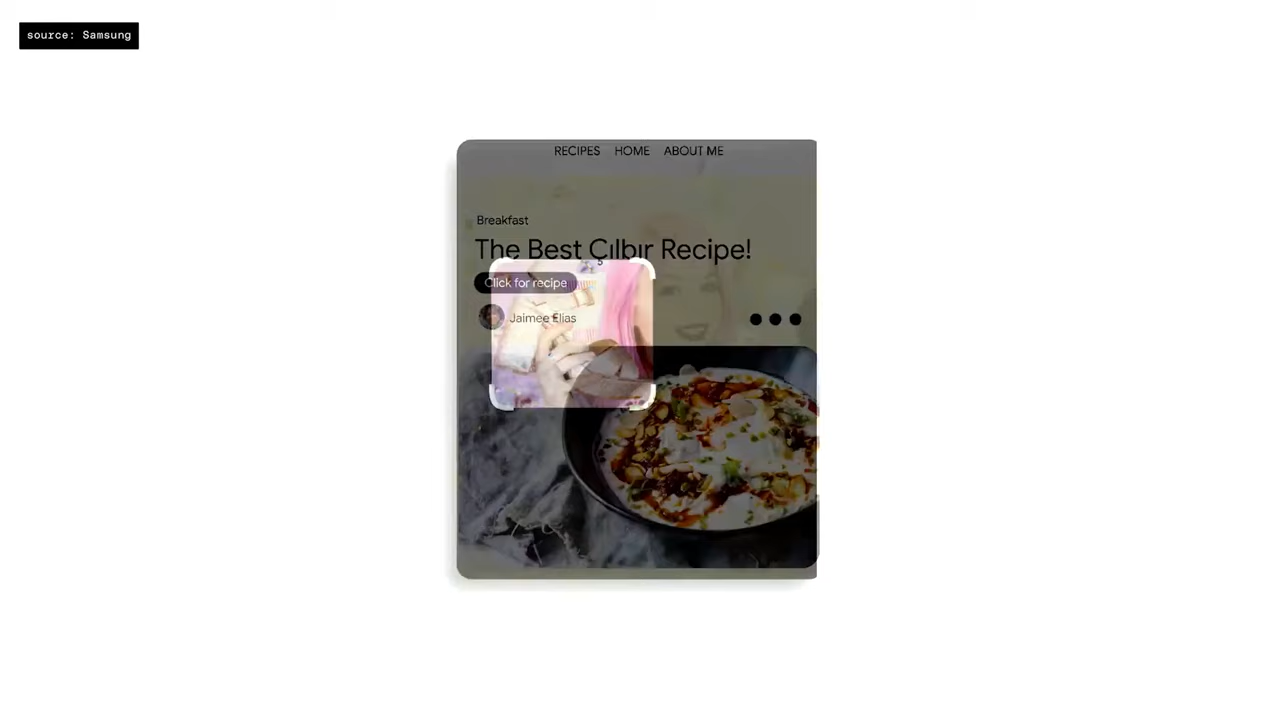 source: Samsung
RECIPES HOME ABOUT ME
Breakfast
The Best Çılbır Recipe!
Click for recipe
Jaimee Elias